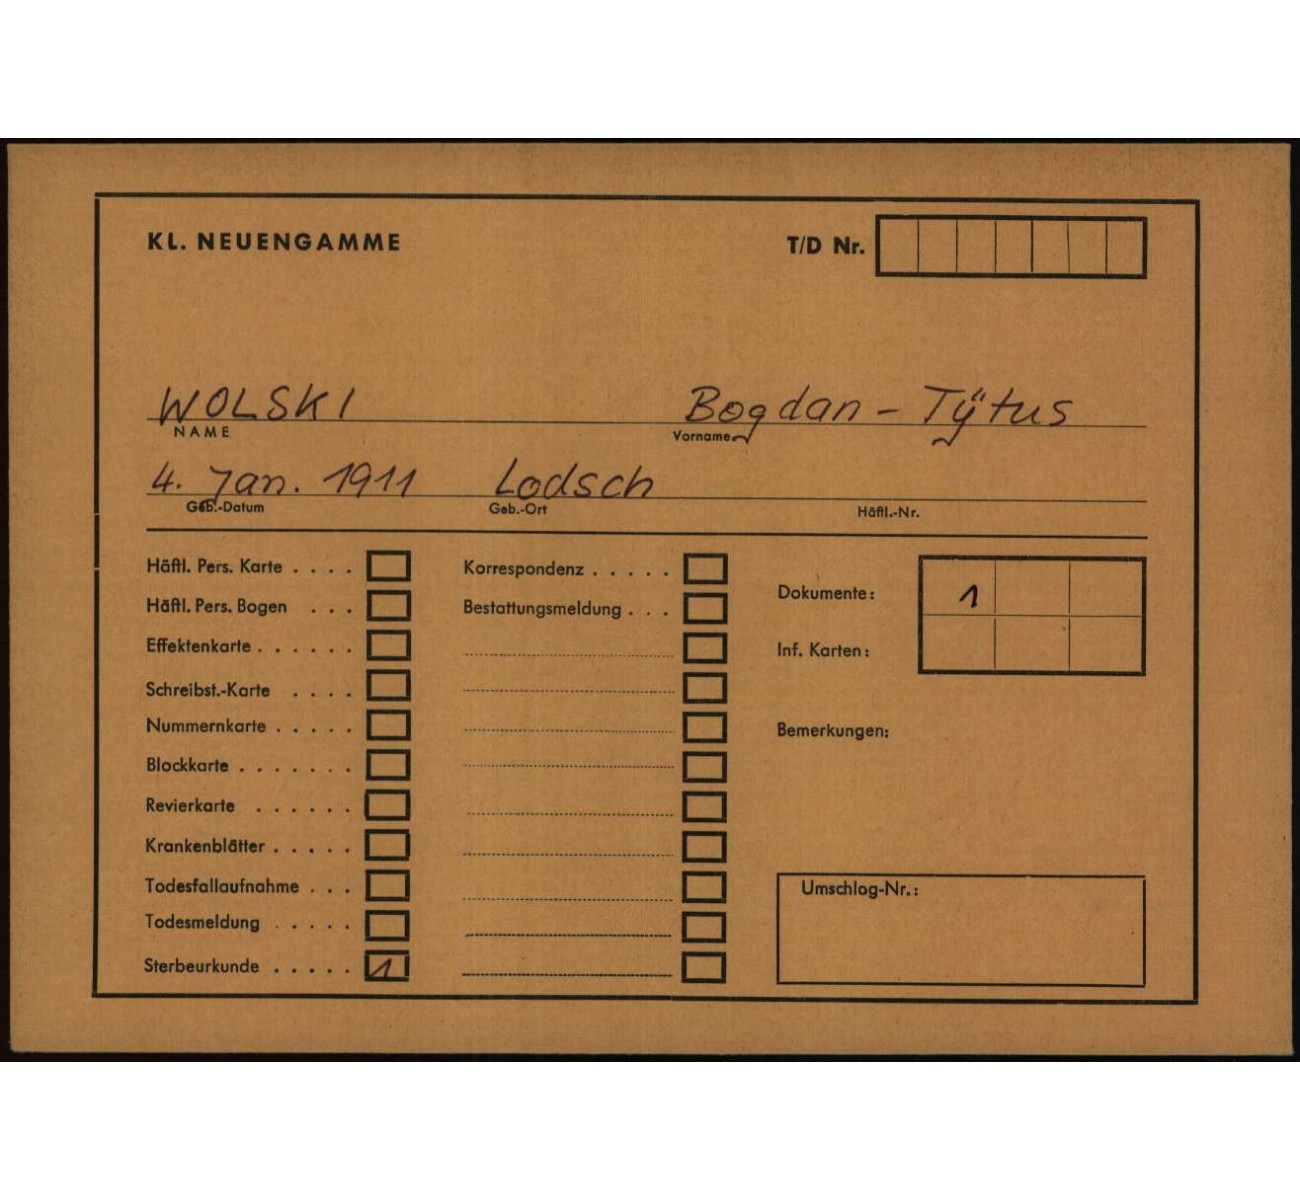 KL. NEUENGAMME
T/D Nr.
WOLSKI Bogdan - Tÿtus
NAME Vorname
4. Jan. 1911 Lodsch
Geb.-Datum Geb.-Ort Häftl.-Nr.
Häftl. Pers. Karte . . . . Korrespondenz . . . . .
Dokumente: 1
Häftl. Pers. Bogen . . . Bestattungsmeldung . . .
Effektenkarte . . . . . .
Inf. Karten:
Schreibst.-Karte . . . .
Nummernkarte . . . . .
Bemerkungen:
Blockkarte . . . . . . .
Revierkarte . . . . . .
Krankenblätter . . . . .
Todesfallaufnahme . . .
Umschlag-Nr.:
Todesmeldung . . . . .
Sterbeurkunde . . . . . 1